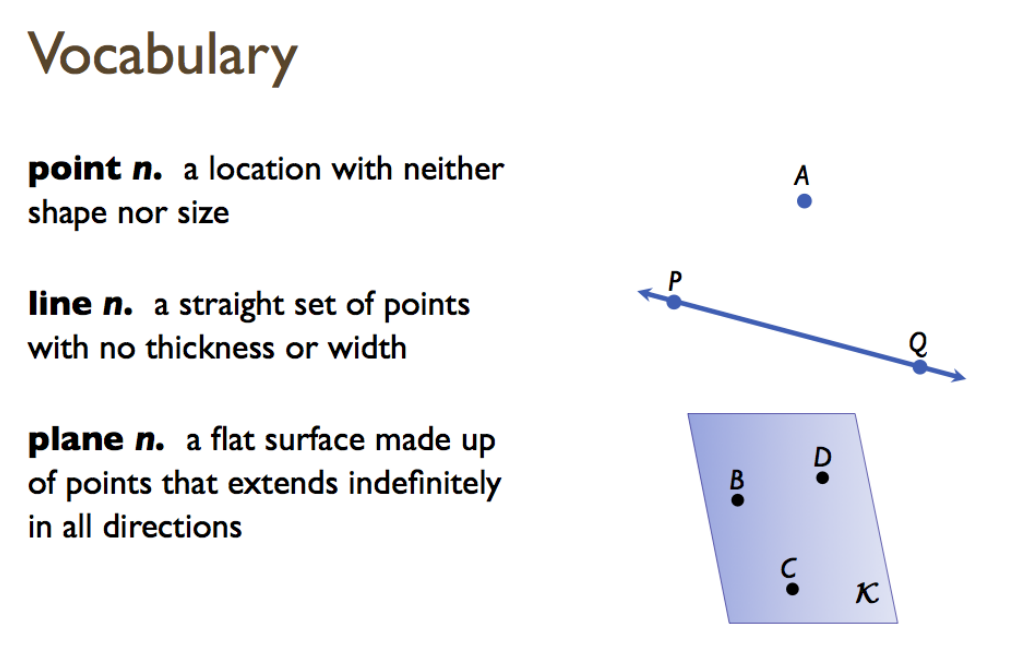 Vocabulary
point n. a location with neither
shape nor size
A
line n. a straight set of points
with no thickness or width
P
Q
plane n. a flat surface made up
of points that extends indefinitely
in all directions
B
D
C
K